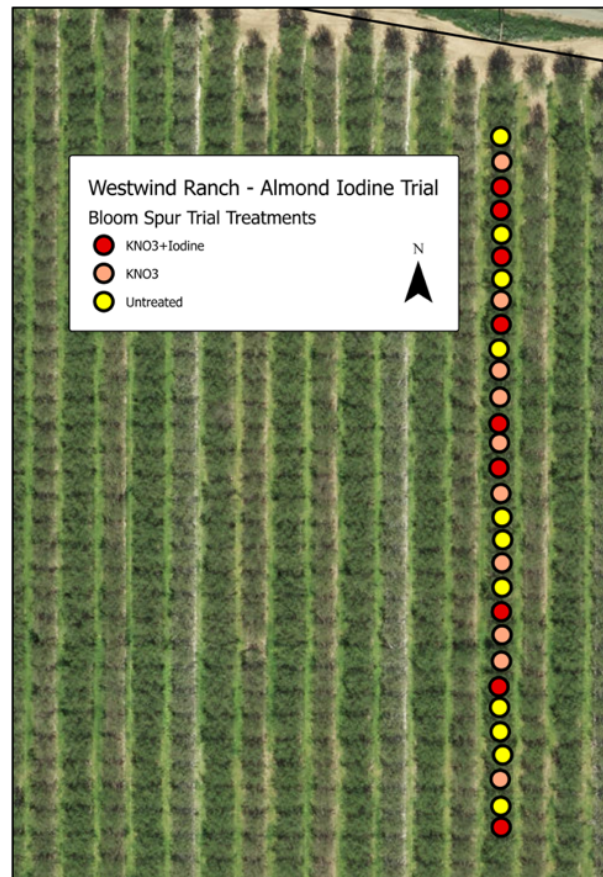 Westwind Ranch - Almond Iodine Trial
Bloom Spur Trial Treatments
KNO3+Iodine
KNO3
Untreated
N